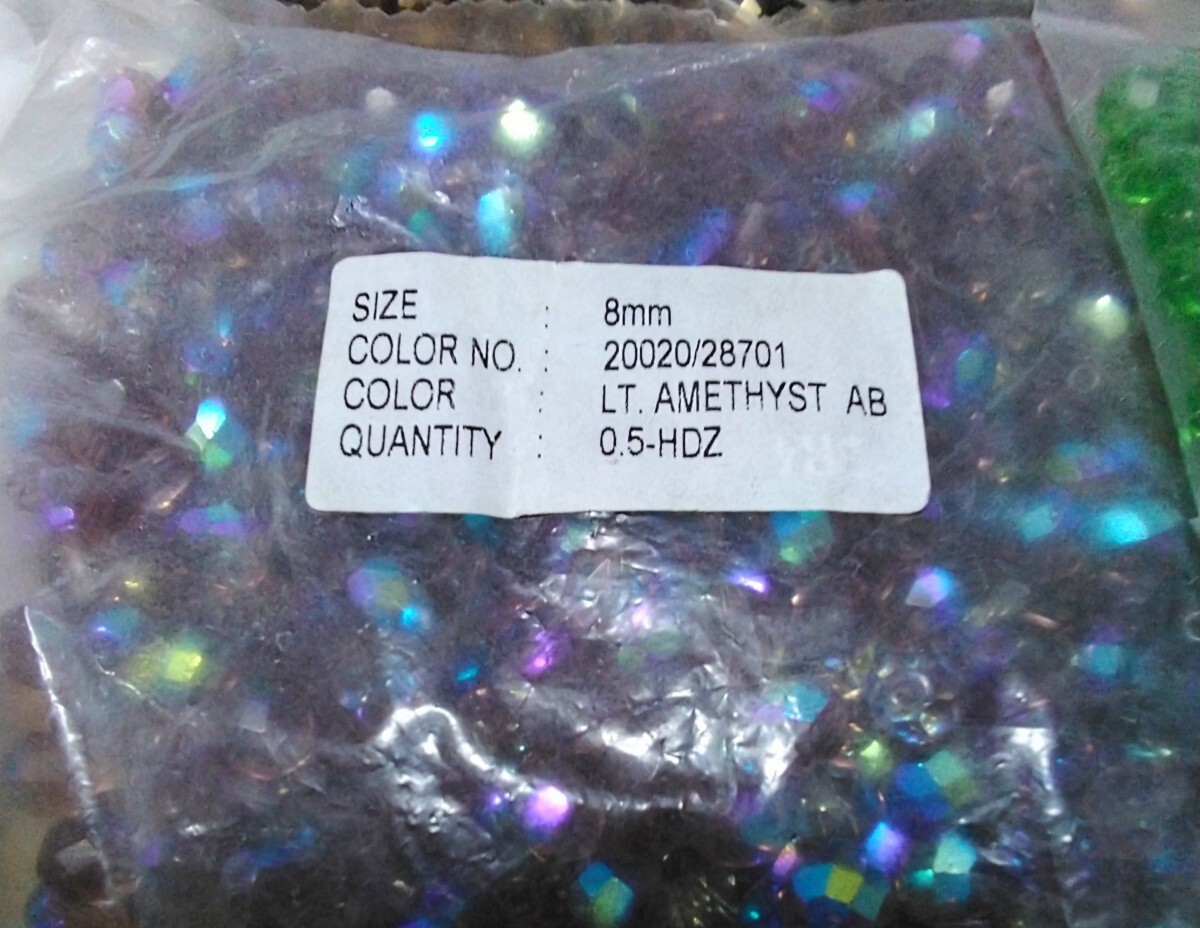 SIZE : 8mm
COLOR NO. : 20020/28701
COLOR : LT. AMETHYST AB
QUANTITY : 0.5-HDZ